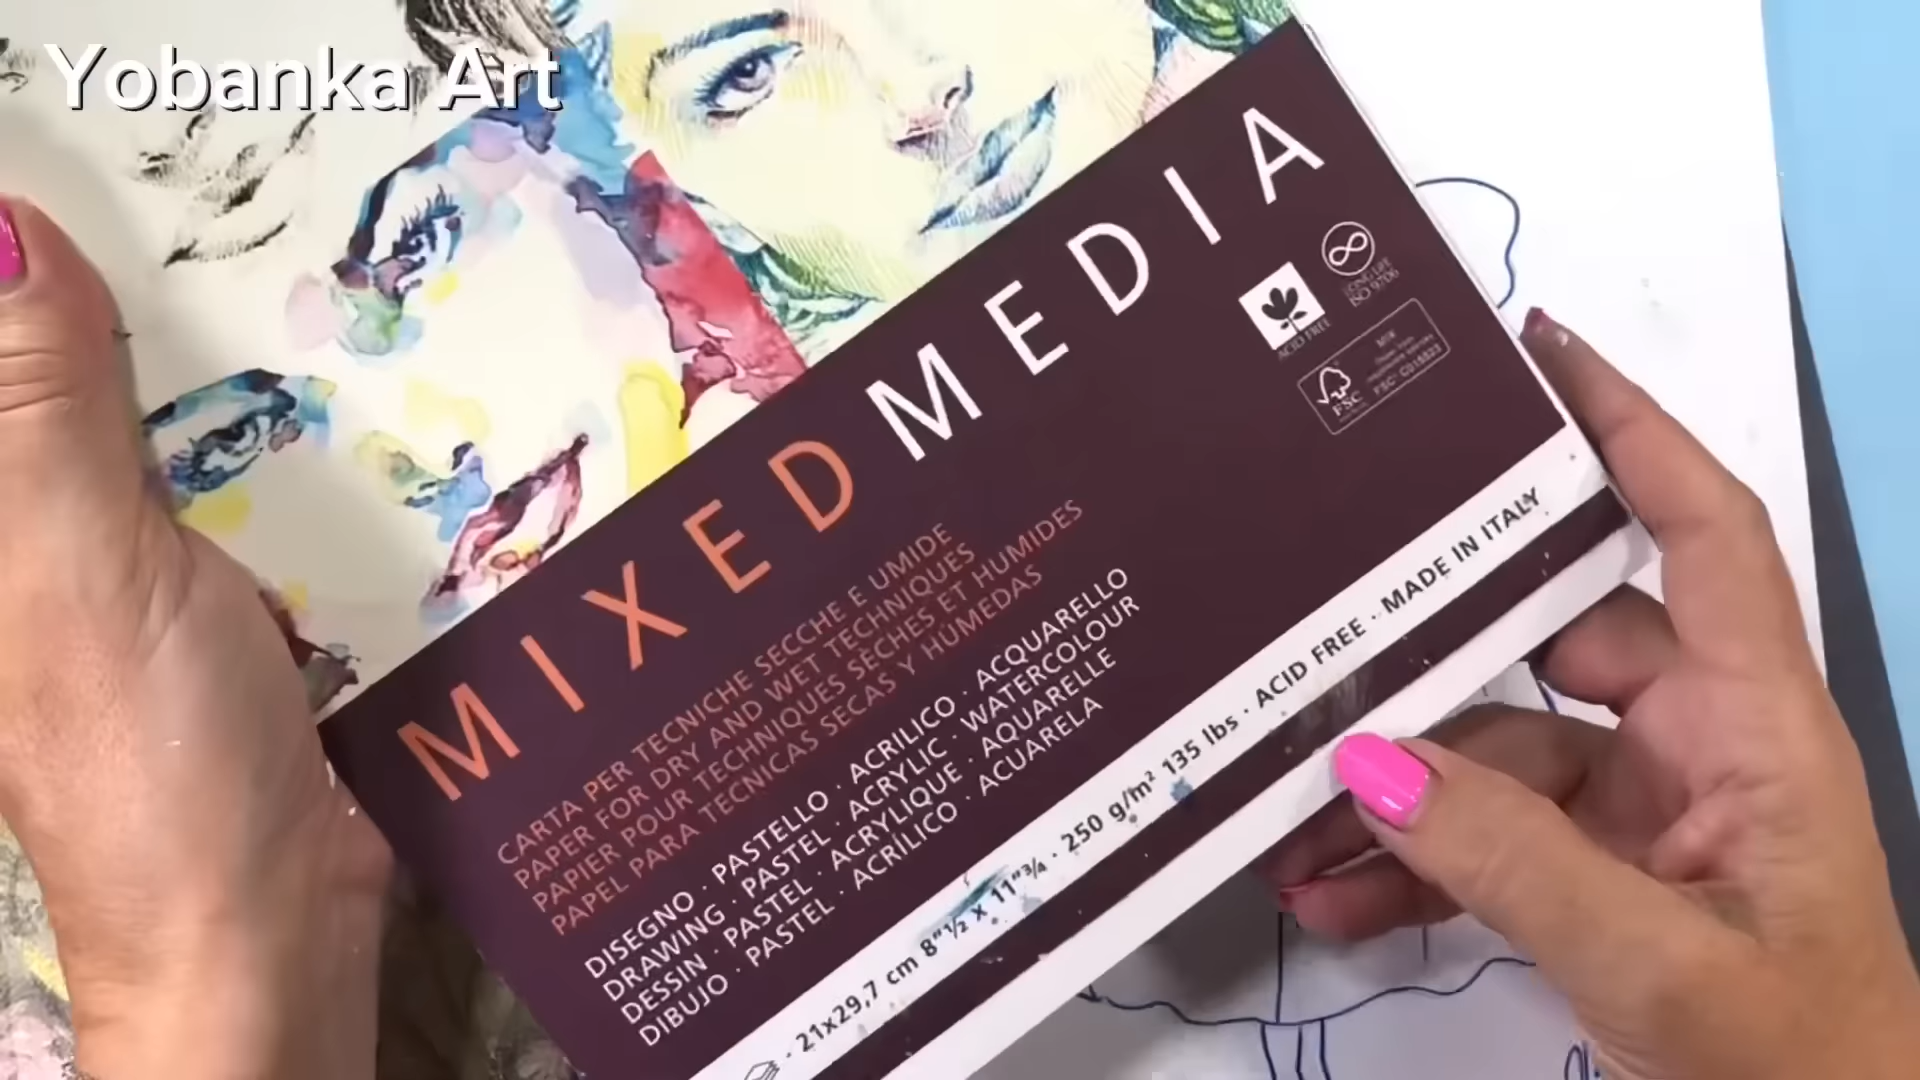 Yobanka Art
MIXED MEDIA
ACID FREE
LONG LIFE
ISO 9706
MIX
FSC
FSC® C015523
CARTA PER TECNICHE SECCHE E UMIDE
PAPER FOR DRY AND WET TECHNIQUES
PAPIER POUR TECHNIQUES SÈCHES ET HUMIDES
PAPEL PARA TECNICAS SECAS Y HÚMEDAS
DISEGNO · PASTELLO · ACRILICO · ACQUARELLO
DRAWING · PASTEL · ACRYLIC · WATERCOLOUR
DESSIN · PASTEL · ACRYLIQUE · AQUARELLE
DIBUJO · PASTEL · ACRÍLICO · ACUARELA
· 21x29,7 cm 8"½ x 11"¾ · 250 g/m² 135 lbs · ACID FREE · MADE IN ITALY